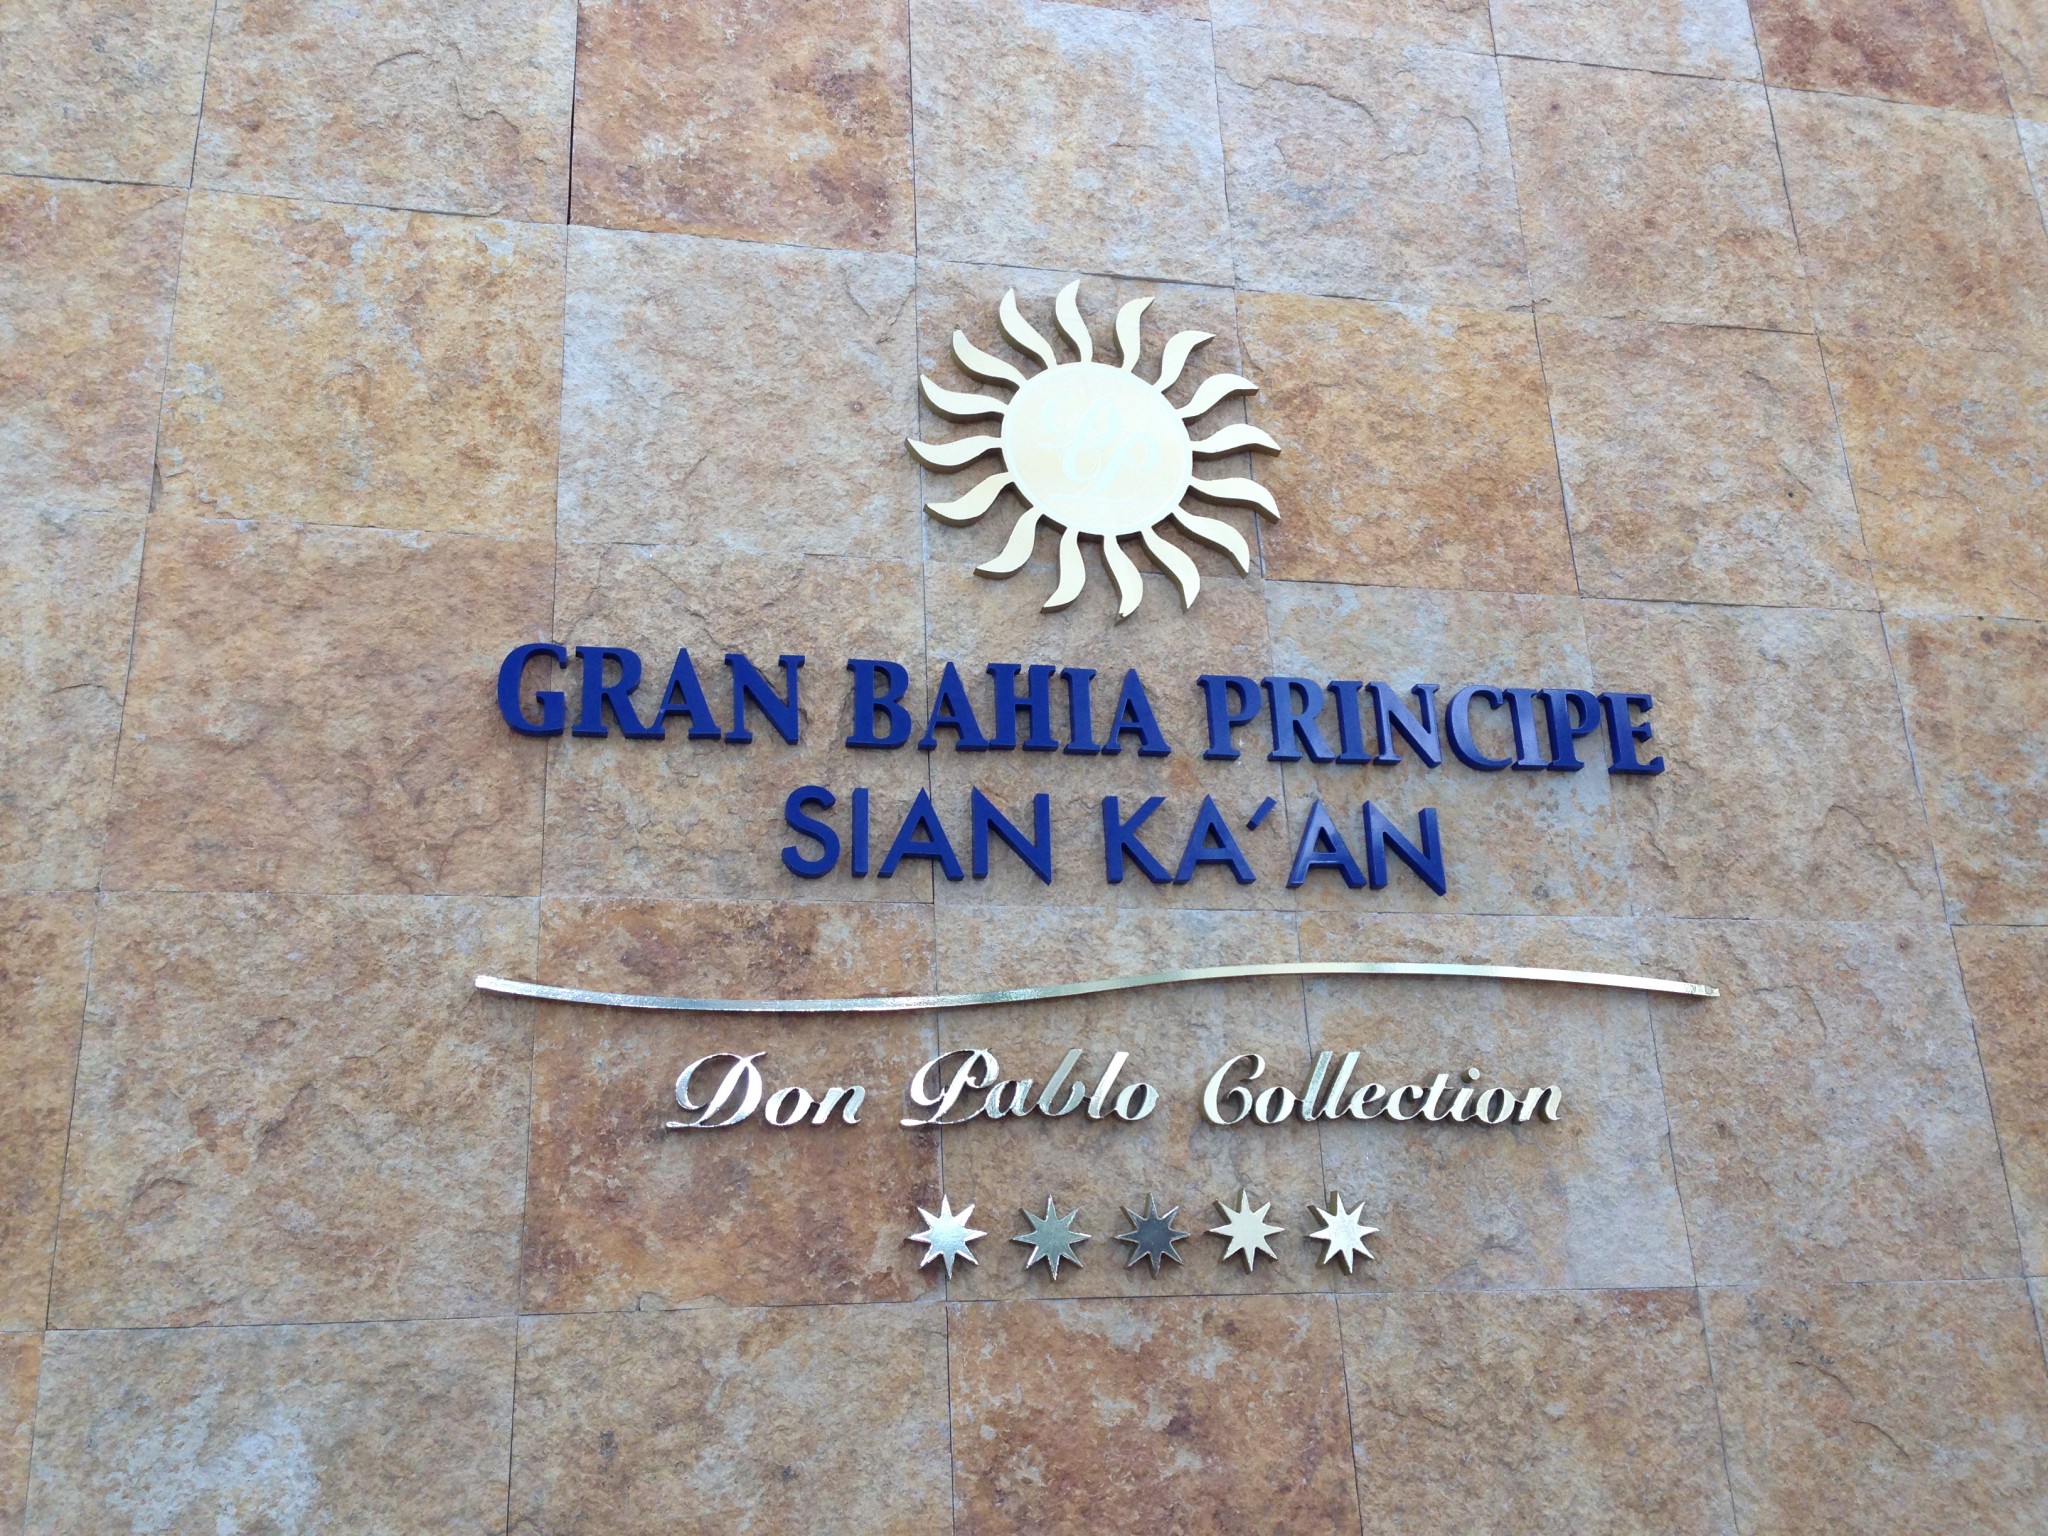 GRAN BAHIA PRINCIPE
SIAN KA´AN
Don Pablo Collection